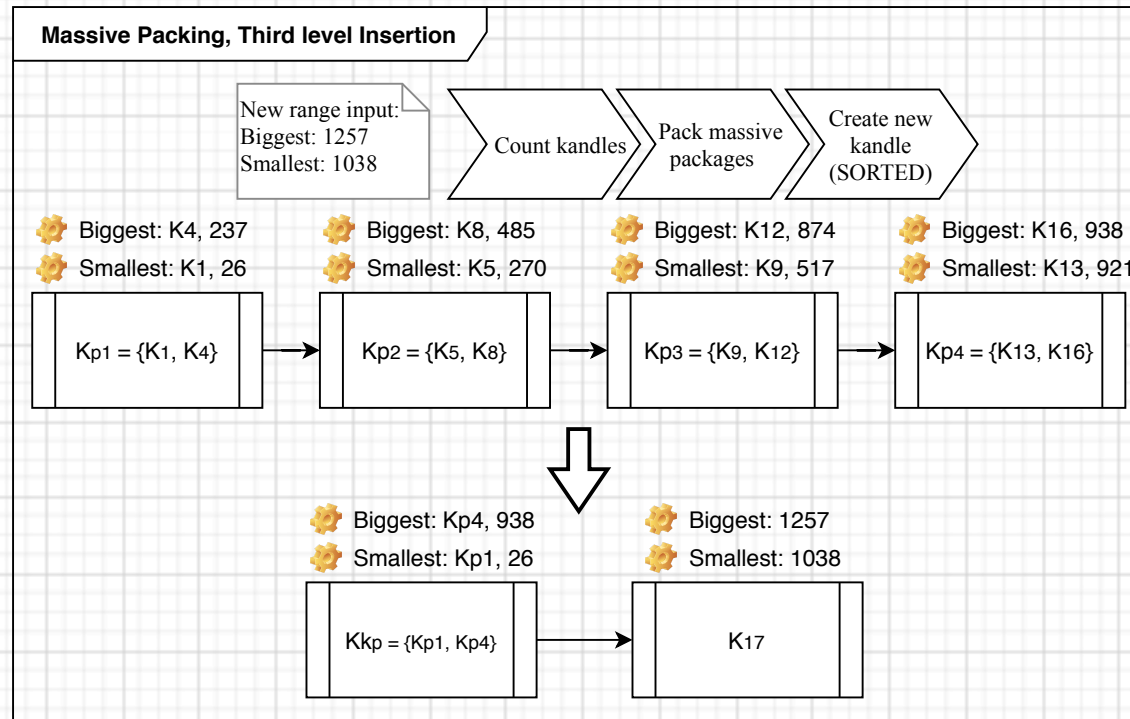 Massive Packing, Third level Insertion
New range input:
Biggest: 1257
Smallest: 1038
Count kandles
Pack massive
packages
Create new
kandle
(SORTED)
Biggest: K4, 237
Smallest: K1, 26
Biggest: K8, 485
Smallest: K5, 270
Biggest: K12, 874
Smallest: K9, 517
Biggest: K16, 938
Smallest: K13, 921
Kp1 = {K1, K4}
Kp2 = {K5, K8}
Kp3 = {K9, K12}
Kp4 = {K13, K16}
Biggest: Kp4, 938
Smallest: Kp1, 26
Biggest: 1257
Smallest: 1038
Kkp = {Kp1, Kp4}
K17